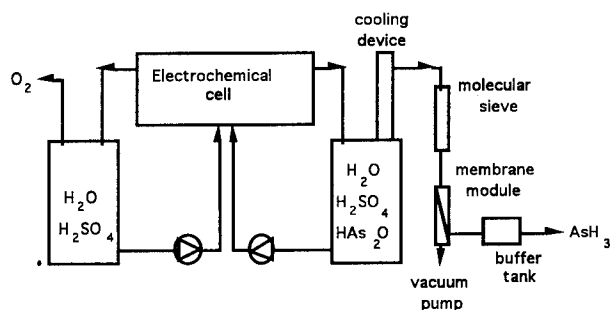 cooling
device
O2
Electrochemical
cell
molecular
sieve
H2O
H2SO4
H2O
H2SO4
HAs2O
membrane
module
AsH3
buffer
tank
vacuum
pump